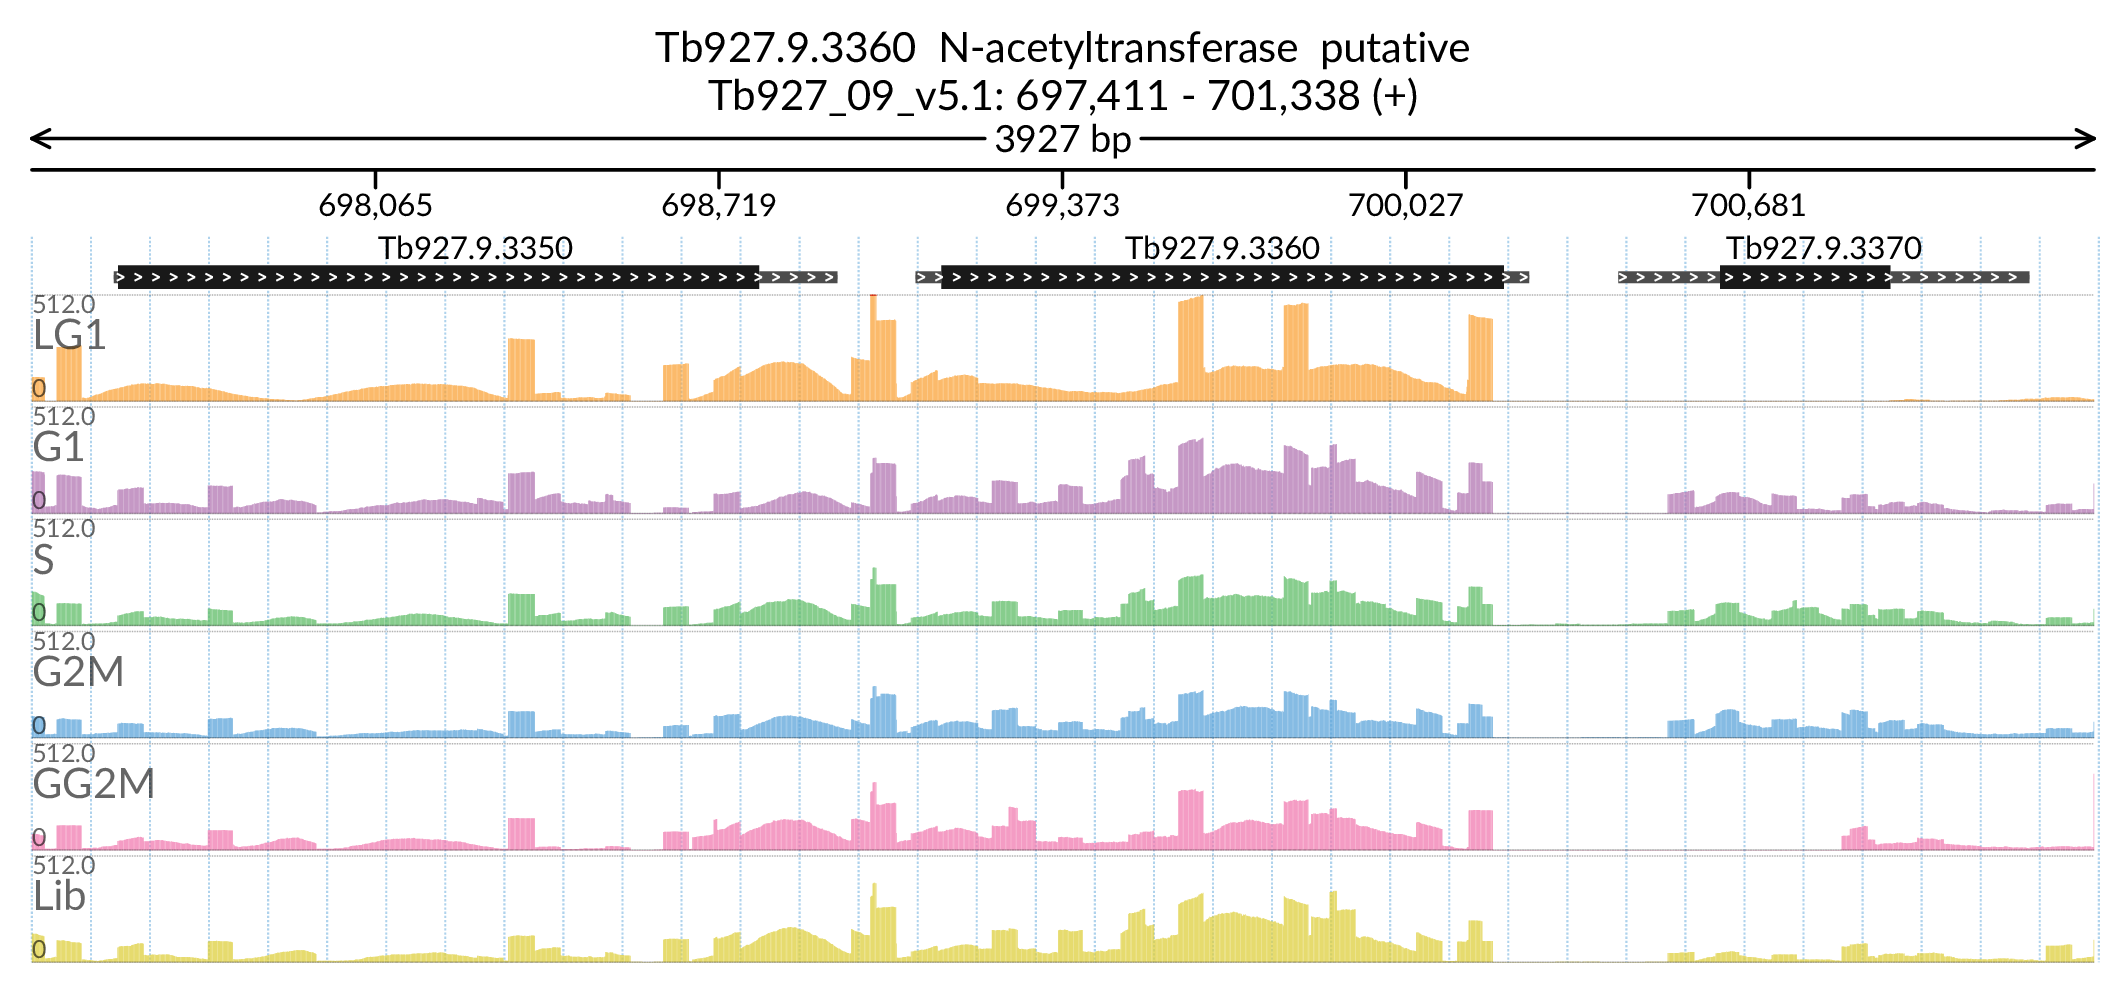 Tb927.9.3360 N-acetyltransferase putative
Tb927_09_v5.1: 697,411 - 701,338 (+)
3927 bp
698,065 698,719 699,373 700,027 700,681
Tb927.9.3350 Tb927.9.3360 Tb927.9.3370
512.0
LG1
0
512.0
G1
0
512.0
S
0
512.0
G2M
0
512.0
GG2M
0
512.0
Lib
0